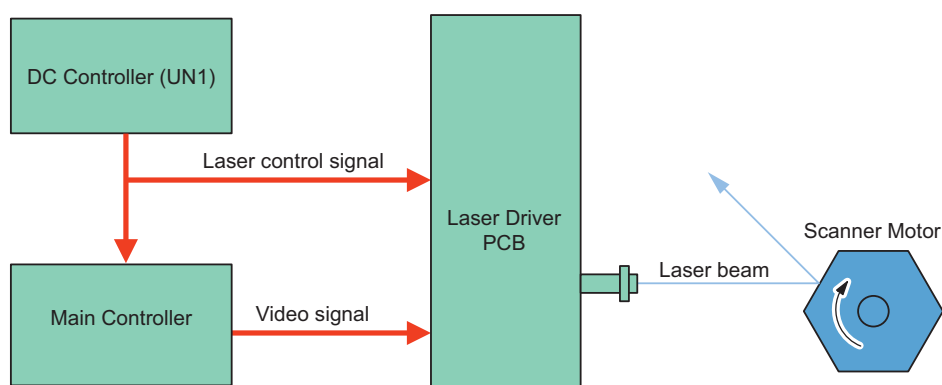 DC Controller (UN1)
Laser control signal
Laser Driver
PCB
Scanner Motor
Laser beam
Main Controller
Video signal